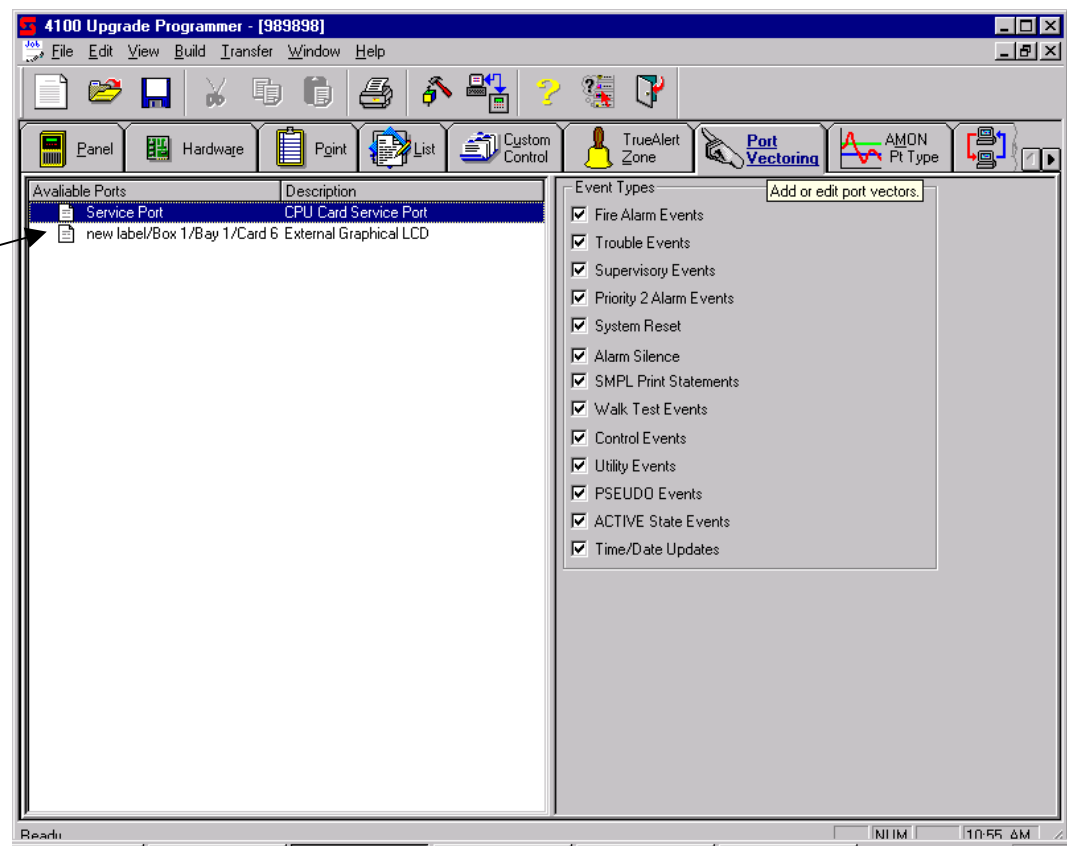 4100 Upgrade Programmer - [989898]
Job File Edit View Build Transfer Window Help
Panel Hardware Point List Custom Control TrueAlert Zone Port Vectoring AMON Pt Type
Avaliable Ports Description
Service Port CPU Card Service Port
new label/Box 1/Bay 1/Card 6 External Graphical LCD
Event Types
Add or edit port vectors.
Fire Alarm Events
Trouble Events
Supervisory Events
Priority 2 Alarm Events
System Reset
Alarm Silence
SMPL Print Statements
Walk Test Events
Control Events
Utility Events
PSEUDO Events
ACTIVE State Events
Time/Date Updates
Ready NUM 10:55 AM